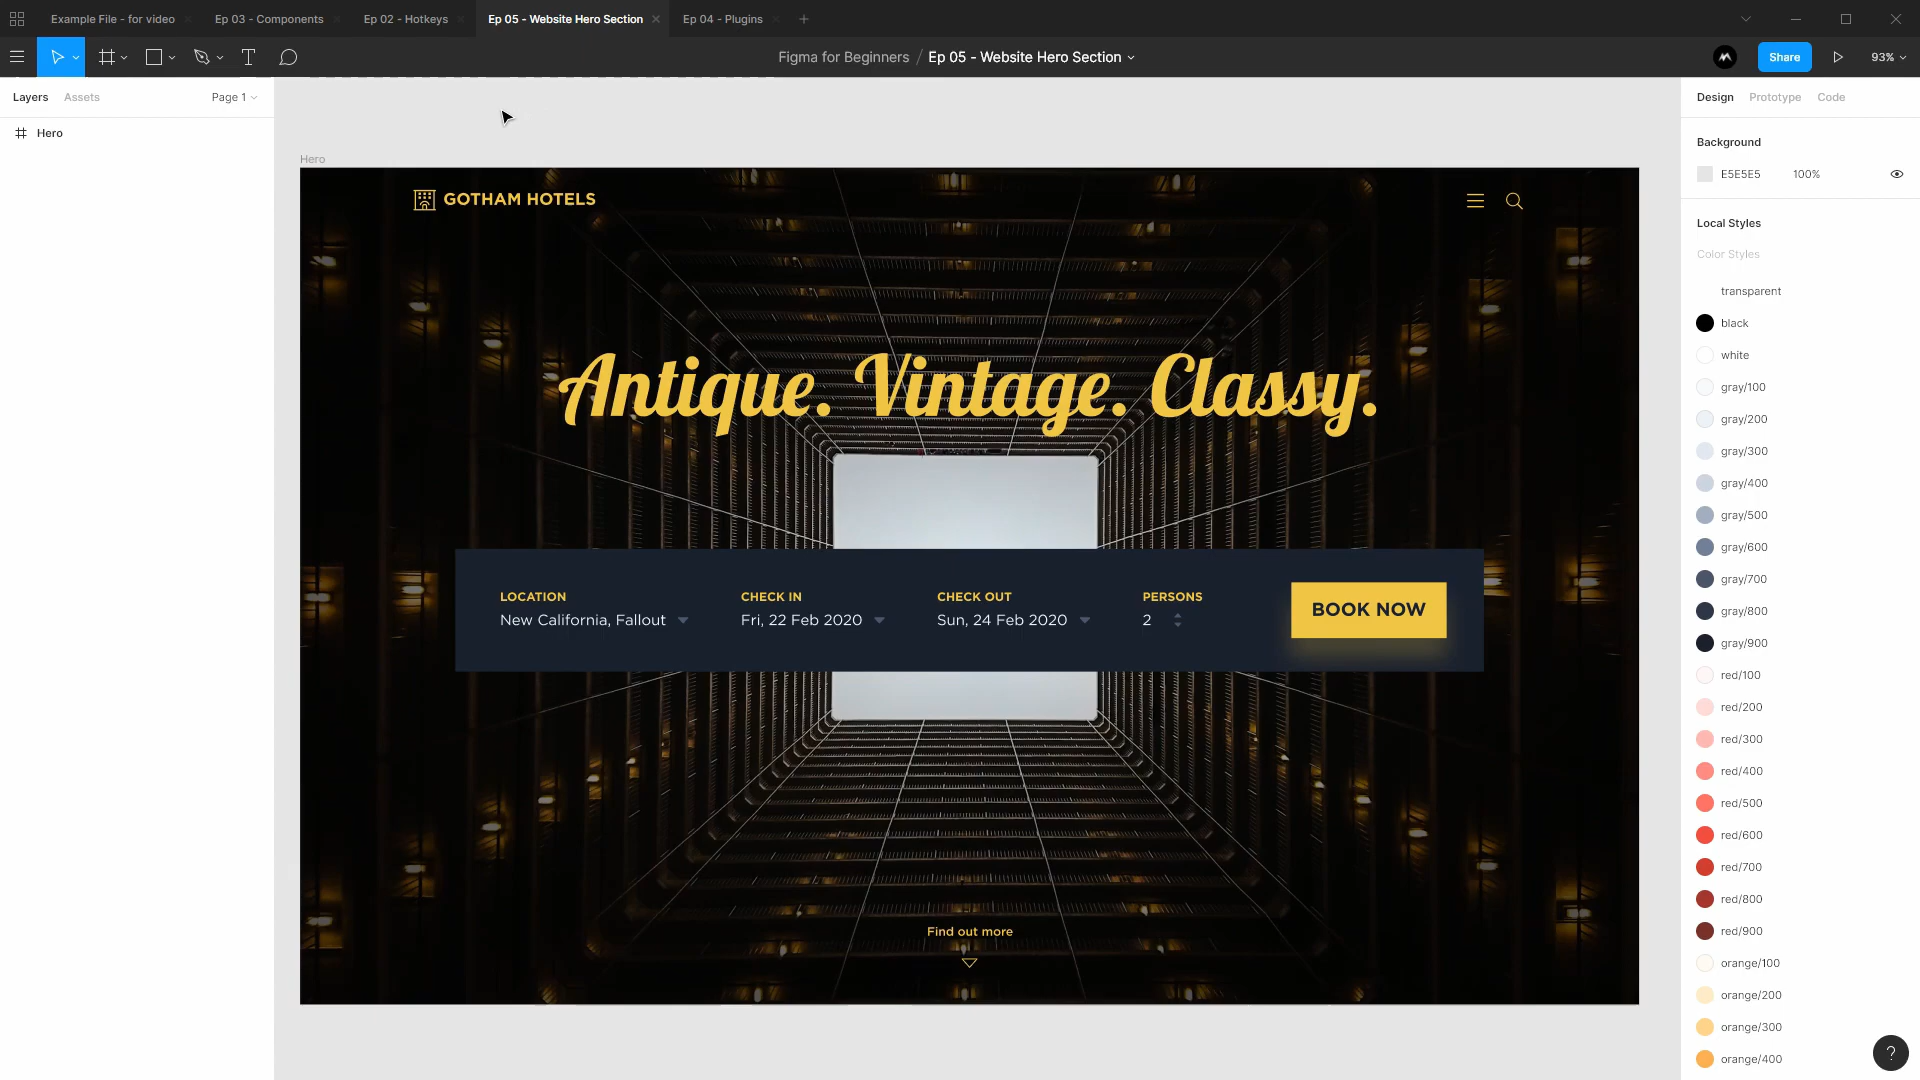 Example File - for video
Ep 03 - Components
Ep 02 - Hotkeys
Ep 05 - Website Hero Section
Ep 04 - Plugins
Figma for Beginners / Ep 05 - Website Hero Section
Share
93%
Layers
Assets
Page 1
Hero
Hero
GOTHAM HOTELS
Antique. Vintage. Classy.
LOCATION
New California, Fallout
CHECK IN
Fri, 22 Feb 2020
CHECK OUT
Sun, 24 Feb 2020
PERSONS
2
BOOK NOW
Find out more
Design
Prototype
Code
Background
E5E5E5
100%
Local Styles
Color Styles
transparent
black
white
gray/100
gray/200
gray/300
gray/400
gray/500
gray/600
gray/700
gray/800
gray/900
red/100
red/200
red/300
red/400
red/500
red/600
red/700
red/800
red/900
orange/100
orange/200
orange/300
orange/400
?